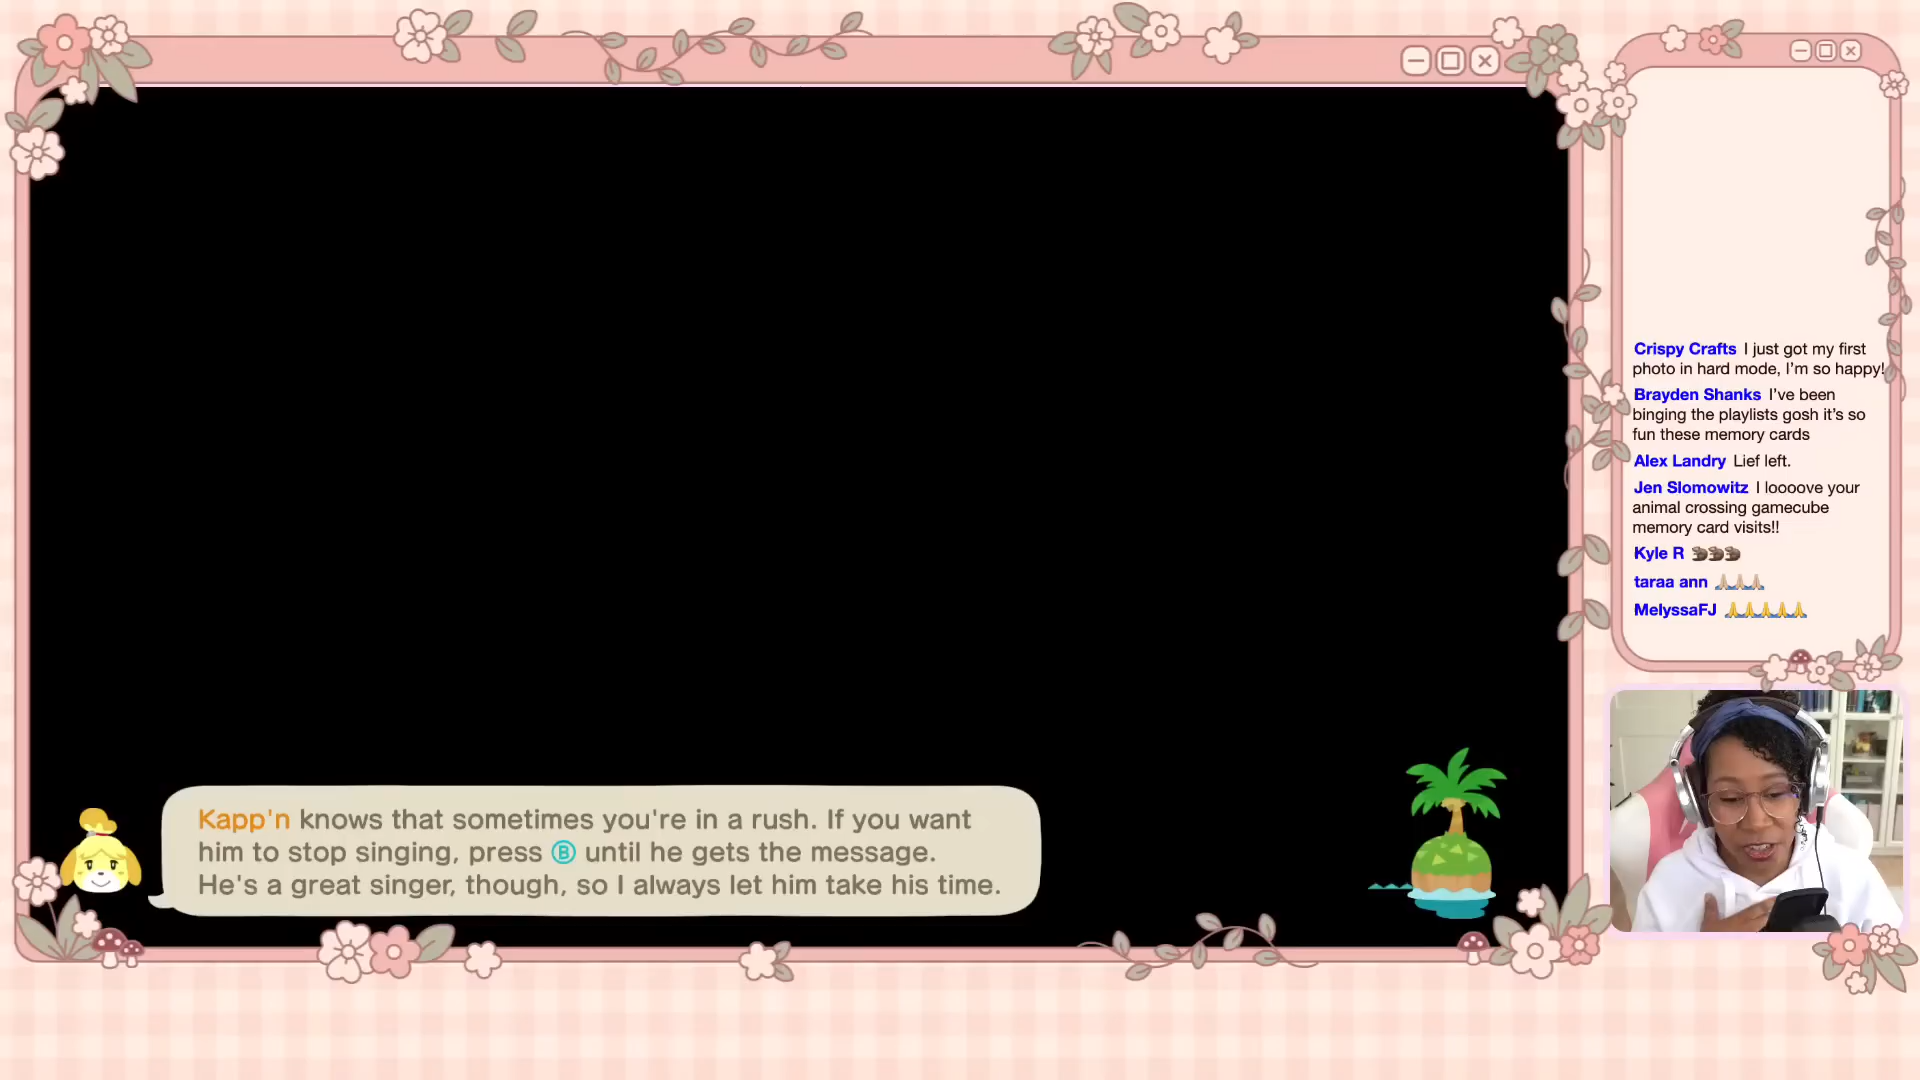 Crispy Crafts I just got my first
photo in hard mode, I’m so happy!
Brayden Shanks I’ve been
binging the playlists gosh it’s so
fun these memory cards
Alex Landry Lief left.
Jen Slomowitz I loooove your
animal crossing gamecube
memory card visits!!
Kyle R 🦫🦫🦫
taraa ann 🙏🏼🙏🏼🙏🏼
MelyssaFJ 🙏🙏🙏🙏🙏
Kapp'n knows that sometimes you're in a rush. If you want
him to stop singing, press Ⓑ until he gets the message.
He's a great singer, though, so I always let him take his time.